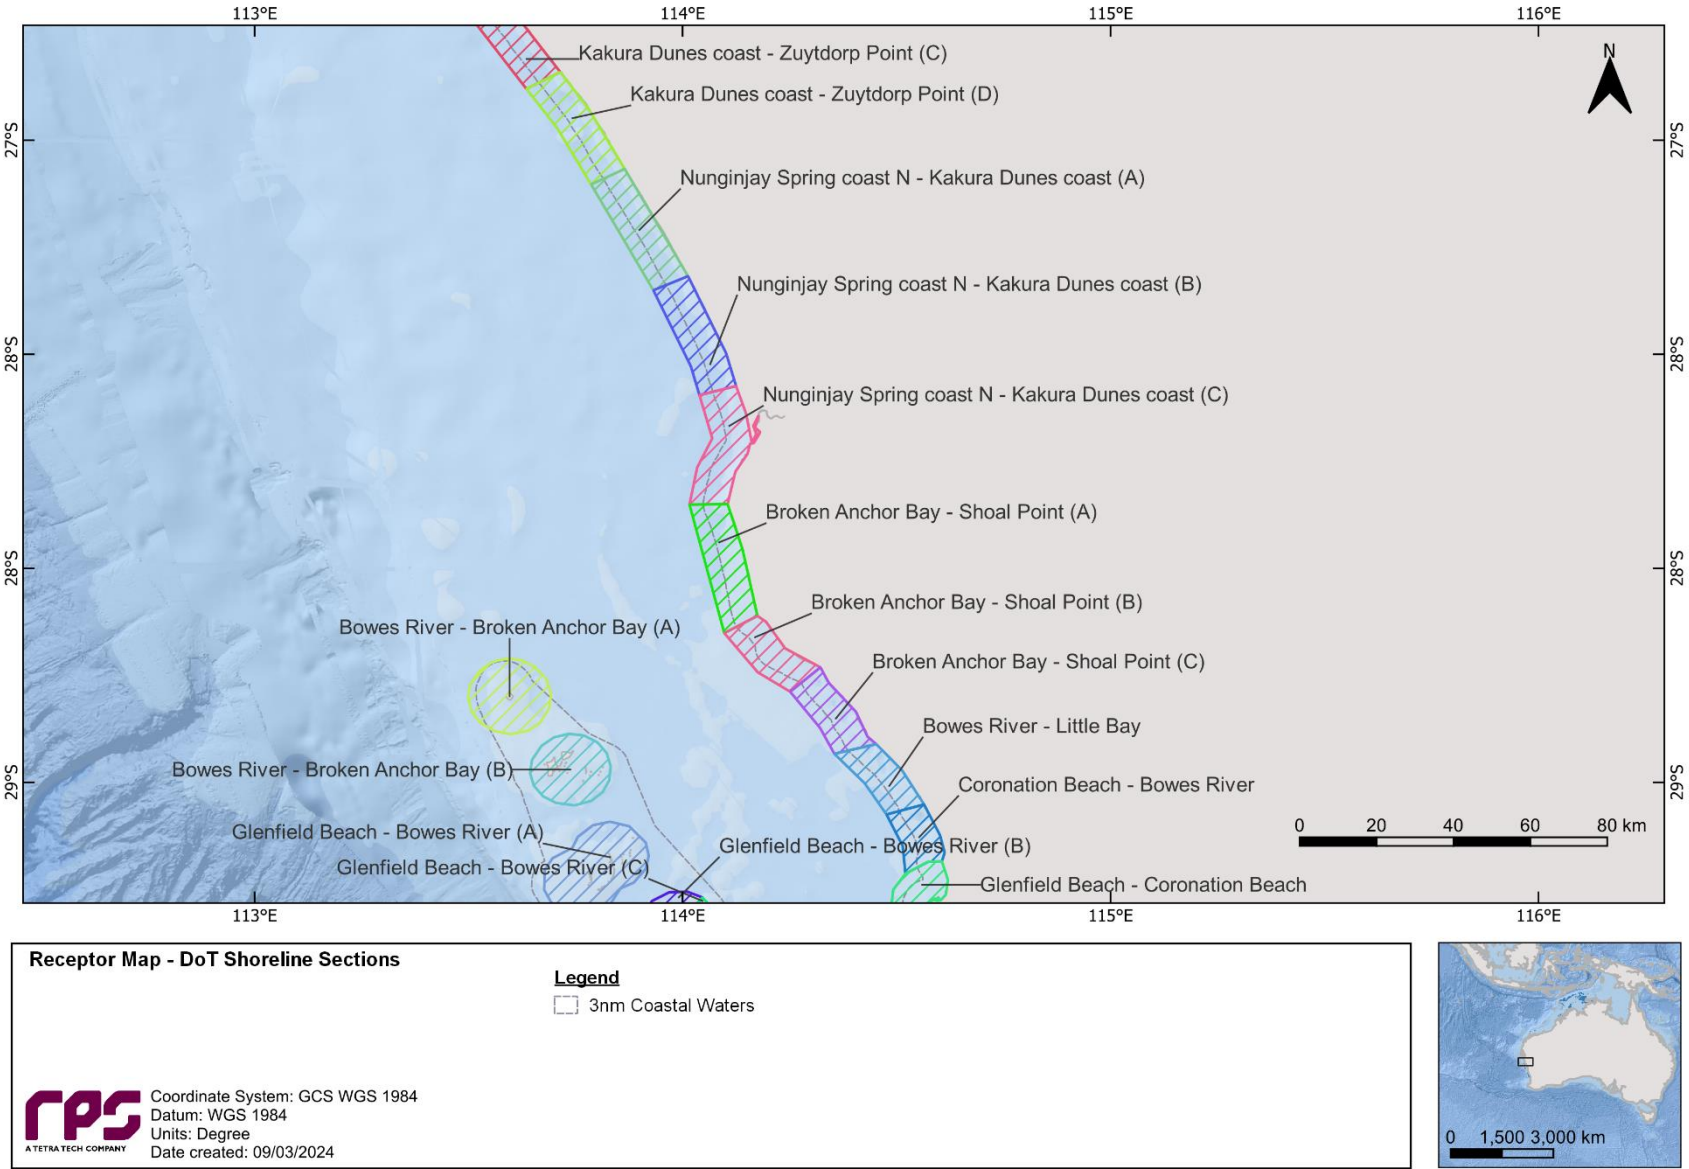 113°E
114°E
115°E
116°E
N
Kakura Dunes coast - Zuytdorp Point (C)
Kakura Dunes coast - Zuytdorp Point (D)
27°S
27°S
Nunginjay Spring coast N - Kakura Dunes coast (A)
Nunginjay Spring coast N - Kakura Dunes coast (B)
28°S
28°S
Nunginjay Spring coast N - Kakura Dunes coast (C)
Broken Anchor Bay - Shoal Point (A)
28°S
28°S
Broken Anchor Bay - Shoal Point (B)
Bowes River - Broken Anchor Bay (A)
Broken Anchor Bay - Shoal Point (C)
Bowes River - Little Bay
Bowes River - Broken Anchor Bay (B)
29°S
29°S
Coronation Beach - Bowes River
0 20 40 60 80 km
Glenfield Beach - Bowes River (A)
Glenfield Beach - Bowes River (B)
Glenfield Beach - Bowes River (C)
Glenfield Beach - Coronation Beach
113°E
114°E
115°E
116°E
Receptor Map - DoT Shoreline Sections
Legend
3nm Coastal Waters
rps
A TETRA TECH COMPANY
Coordinate System: GCS WGS 1984
Datum: WGS 1984
Units: Degree
Date created: 09/03/2024
0 1,500 3,000 km